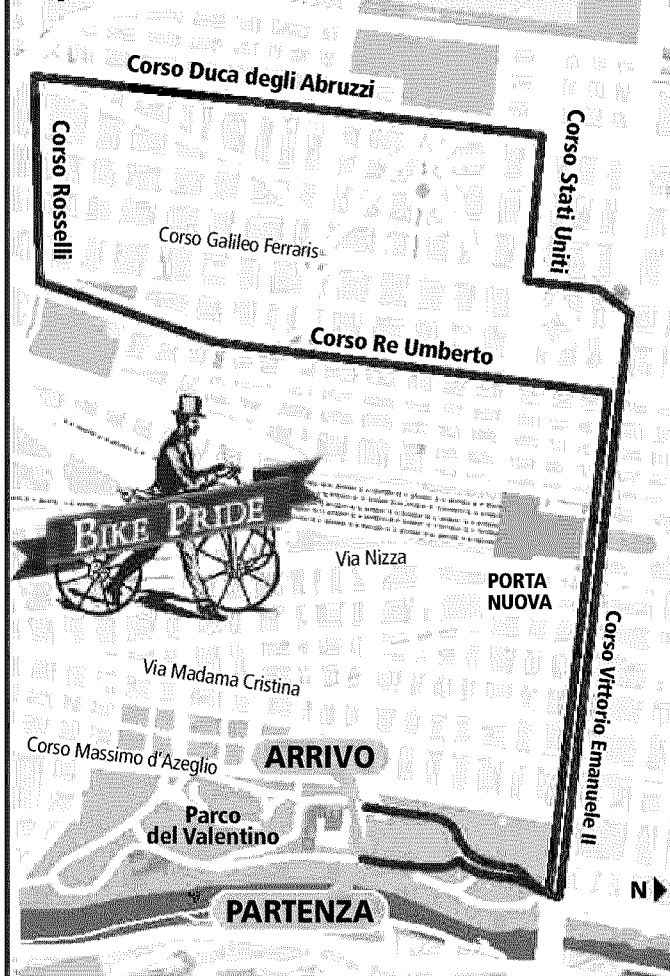 Corso Duca degli Abruzzi
Corso Rosselli
Corso Stati Uniti
Corso Galileo Ferraris
Corso Re Umberto
BIKE PRIDE
Via Nizza
PORTA
NUOVA
Corso Vittorio Emanuele II
Via Madama Cristina
Corso Massimo d'Azeglio
ARRIVO
Parco
del Valentino
PARTENZA
N